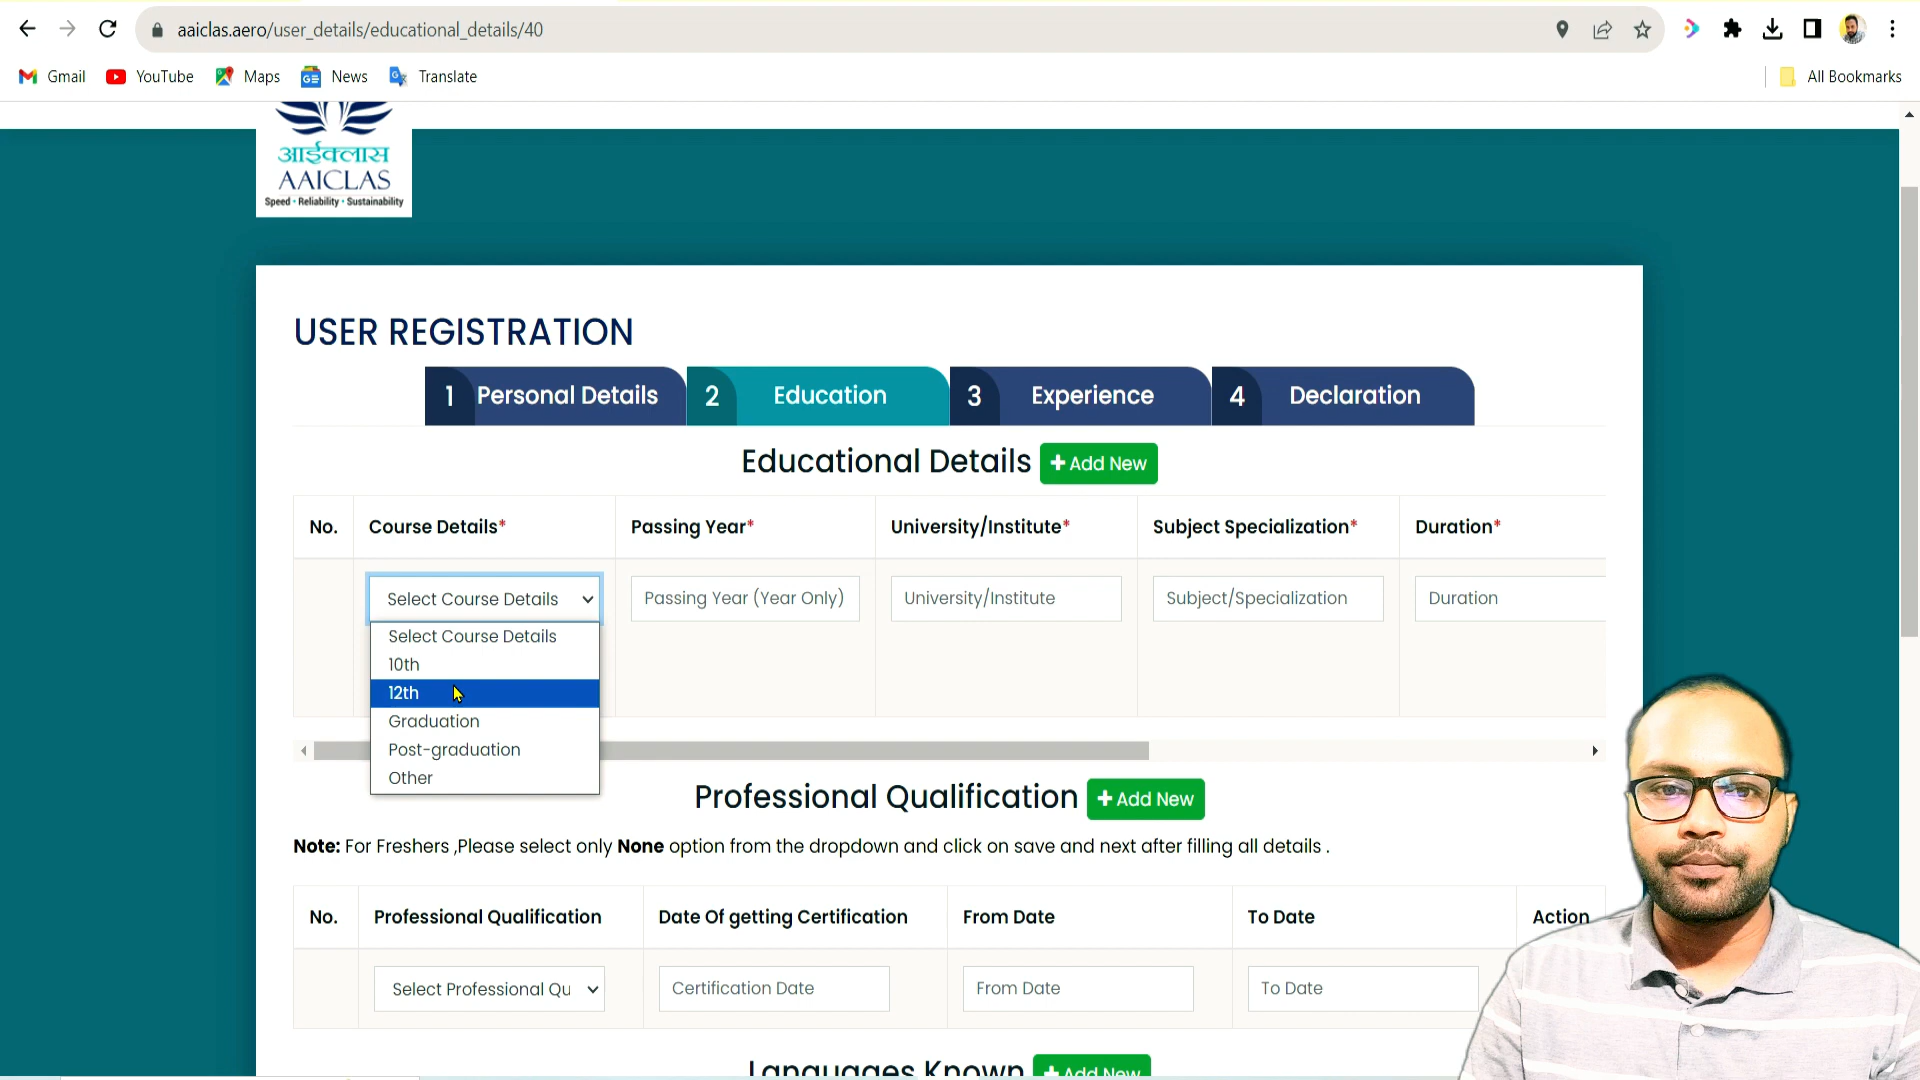 aaiclas.aero/user_details/educational_details/40
Gmail YouTube Maps News Translate All Bookmarks
आईक्लास
AAICLAS
Speed · Reliability · Sustainability
USER REGISTRATION
1 Personal Details 2 Education 3 Experience 4 Declaration
Educational Details + Add New
No. Course Details* Passing Year* University/Institute* Subject Specialization* Duration*
Select Course Details Passing Year (Year Only) University/Institute Subject/Specialization Duration
Select Course Details
10th
12th
Graduation
Post-graduation
Other
Professional Qualification + Add New
Note: For Freshers ,Please select only None option from the dropdown and click on save and next after filling all details .
No. Professional Qualification Date Of getting Certification From Date To Date Action
Select Professional Qu Certification Date From Date To Date
Languages Known + Add New